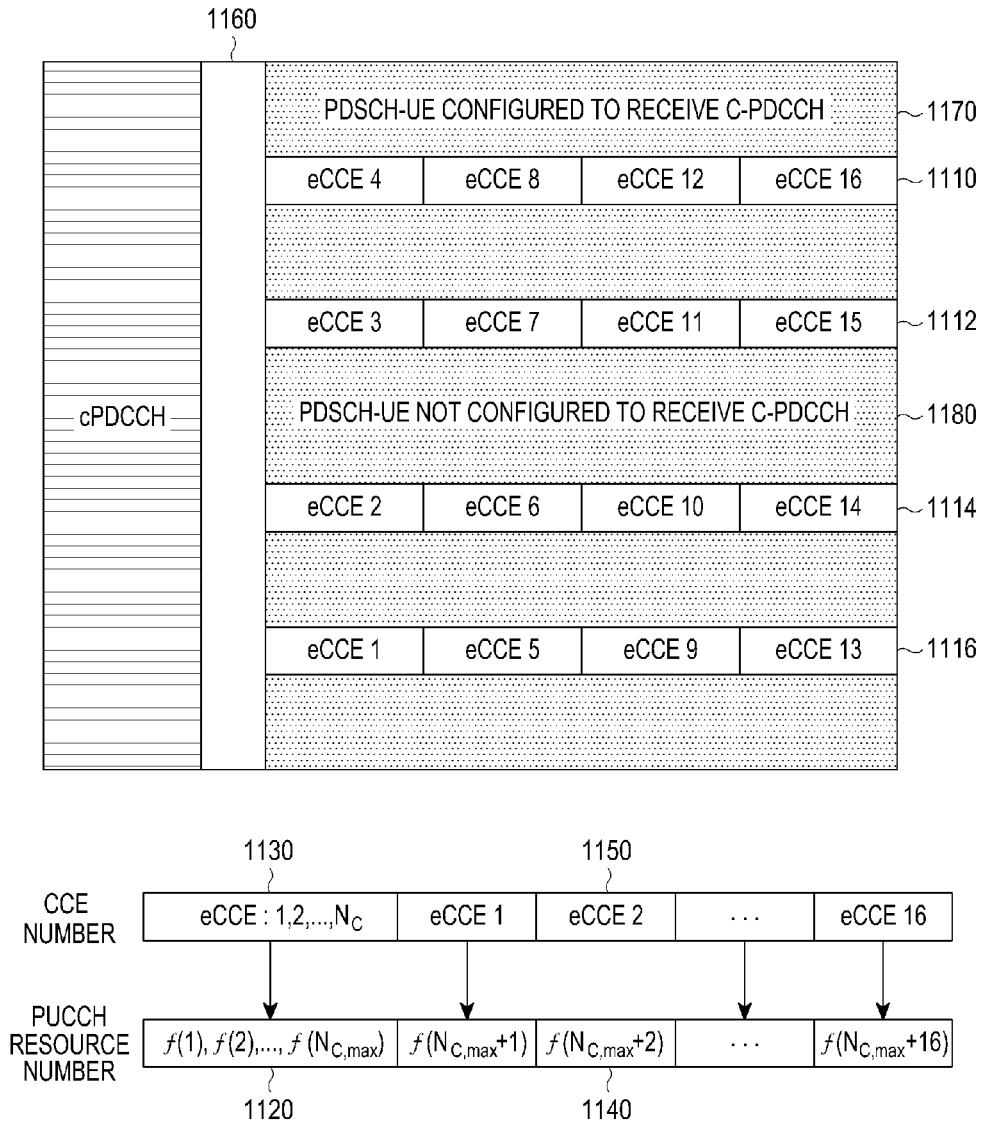 1160
PDSCH-UE CONFIGURED TO RECEIVE C-PDCCH
1170
eCCE 4 eCCE 8 eCCE 12 eCCE 16
1110
eCCE 3 eCCE 7 eCCE 11 eCCE 15
1112
cPDCCH
PDSCH-UE NOT CONFIGURED TO RECEIVE C-PDCCH
1180
eCCE 2 eCCE 6 eCCE 10 eCCE 14
1114
eCCE 1 eCCE 5 eCCE 9 eCCE 13
1116
1130 1150
CCE
NUMBER
eCCE : 1,2,...,N_C eCCE 1 eCCE 2 ... eCCE 16
PUCCH
RESOURCE
NUMBER
f(1), f(2),..., f(N_C,max) f(N_C,max+1) f(N_C,max+2) ... f(N_C,max+16)
1120 1140